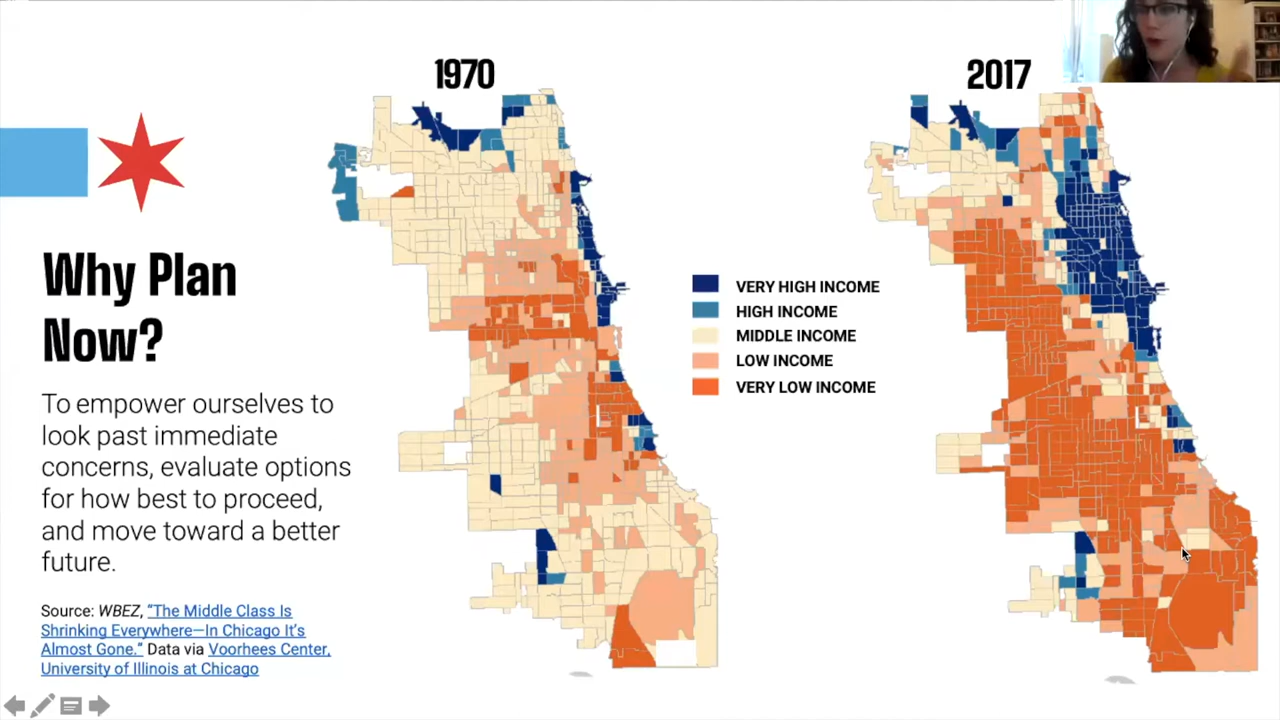 1970
2017
Why Plan
Now?
To empower ourselves to
look past immediate
concerns, evaluate options
for how best to proceed,
and move toward a better
future.
Source: WBEZ, “The Middle Class Is
Shrinking Everywhere—In Chicago It’s
Almost Gone.” Data via Voorhees Center,
University of Illinois at Chicago
VERY HIGH INCOME
HIGH INCOME
MIDDLE INCOME
LOW INCOME
VERY LOW INCOME